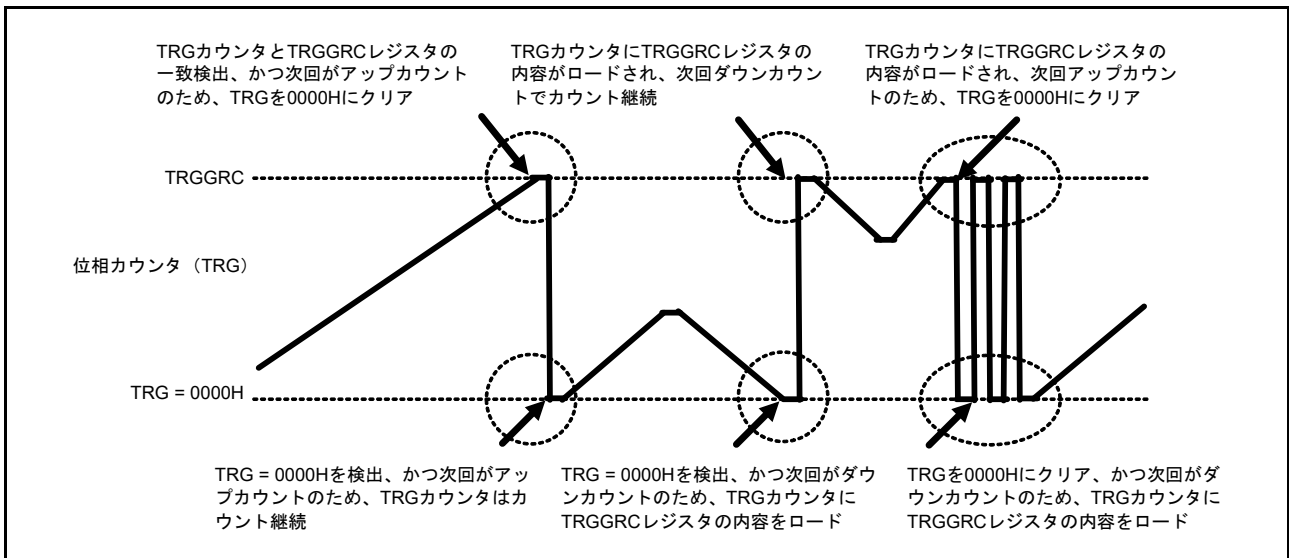 TRGカウンタとTRGGRCレジスタの
一致検出、かつ次回がアップカウント
のため、TRGを0000Hにクリア
TRGカウンタにTRGGRCレジスタの
内容がロードされ、次回ダウンカウン
トでカウント継続
TRGカウンタにTRGGRCレジスタの
内容がロードされ、次回アップカウン
トのため、TRGを0000Hにクリア
TRGGRC
位相カウンタ（TRG）
TRG = 0000H
TRG = 0000Hを検出、かつ次回がアッ
プカウントのため、TRGカウンタはカ
ウント継続
TRG = 0000Hを検出、かつ次回がダウ
ンカウントのため、TRGカウンタに
TRGGRCレジスタの内容をロード
TRGを0000Hにクリア、かつ次回がダ
ウンカウントのため、TRGカウンタに
TRGGRCレジスタの内容をロード